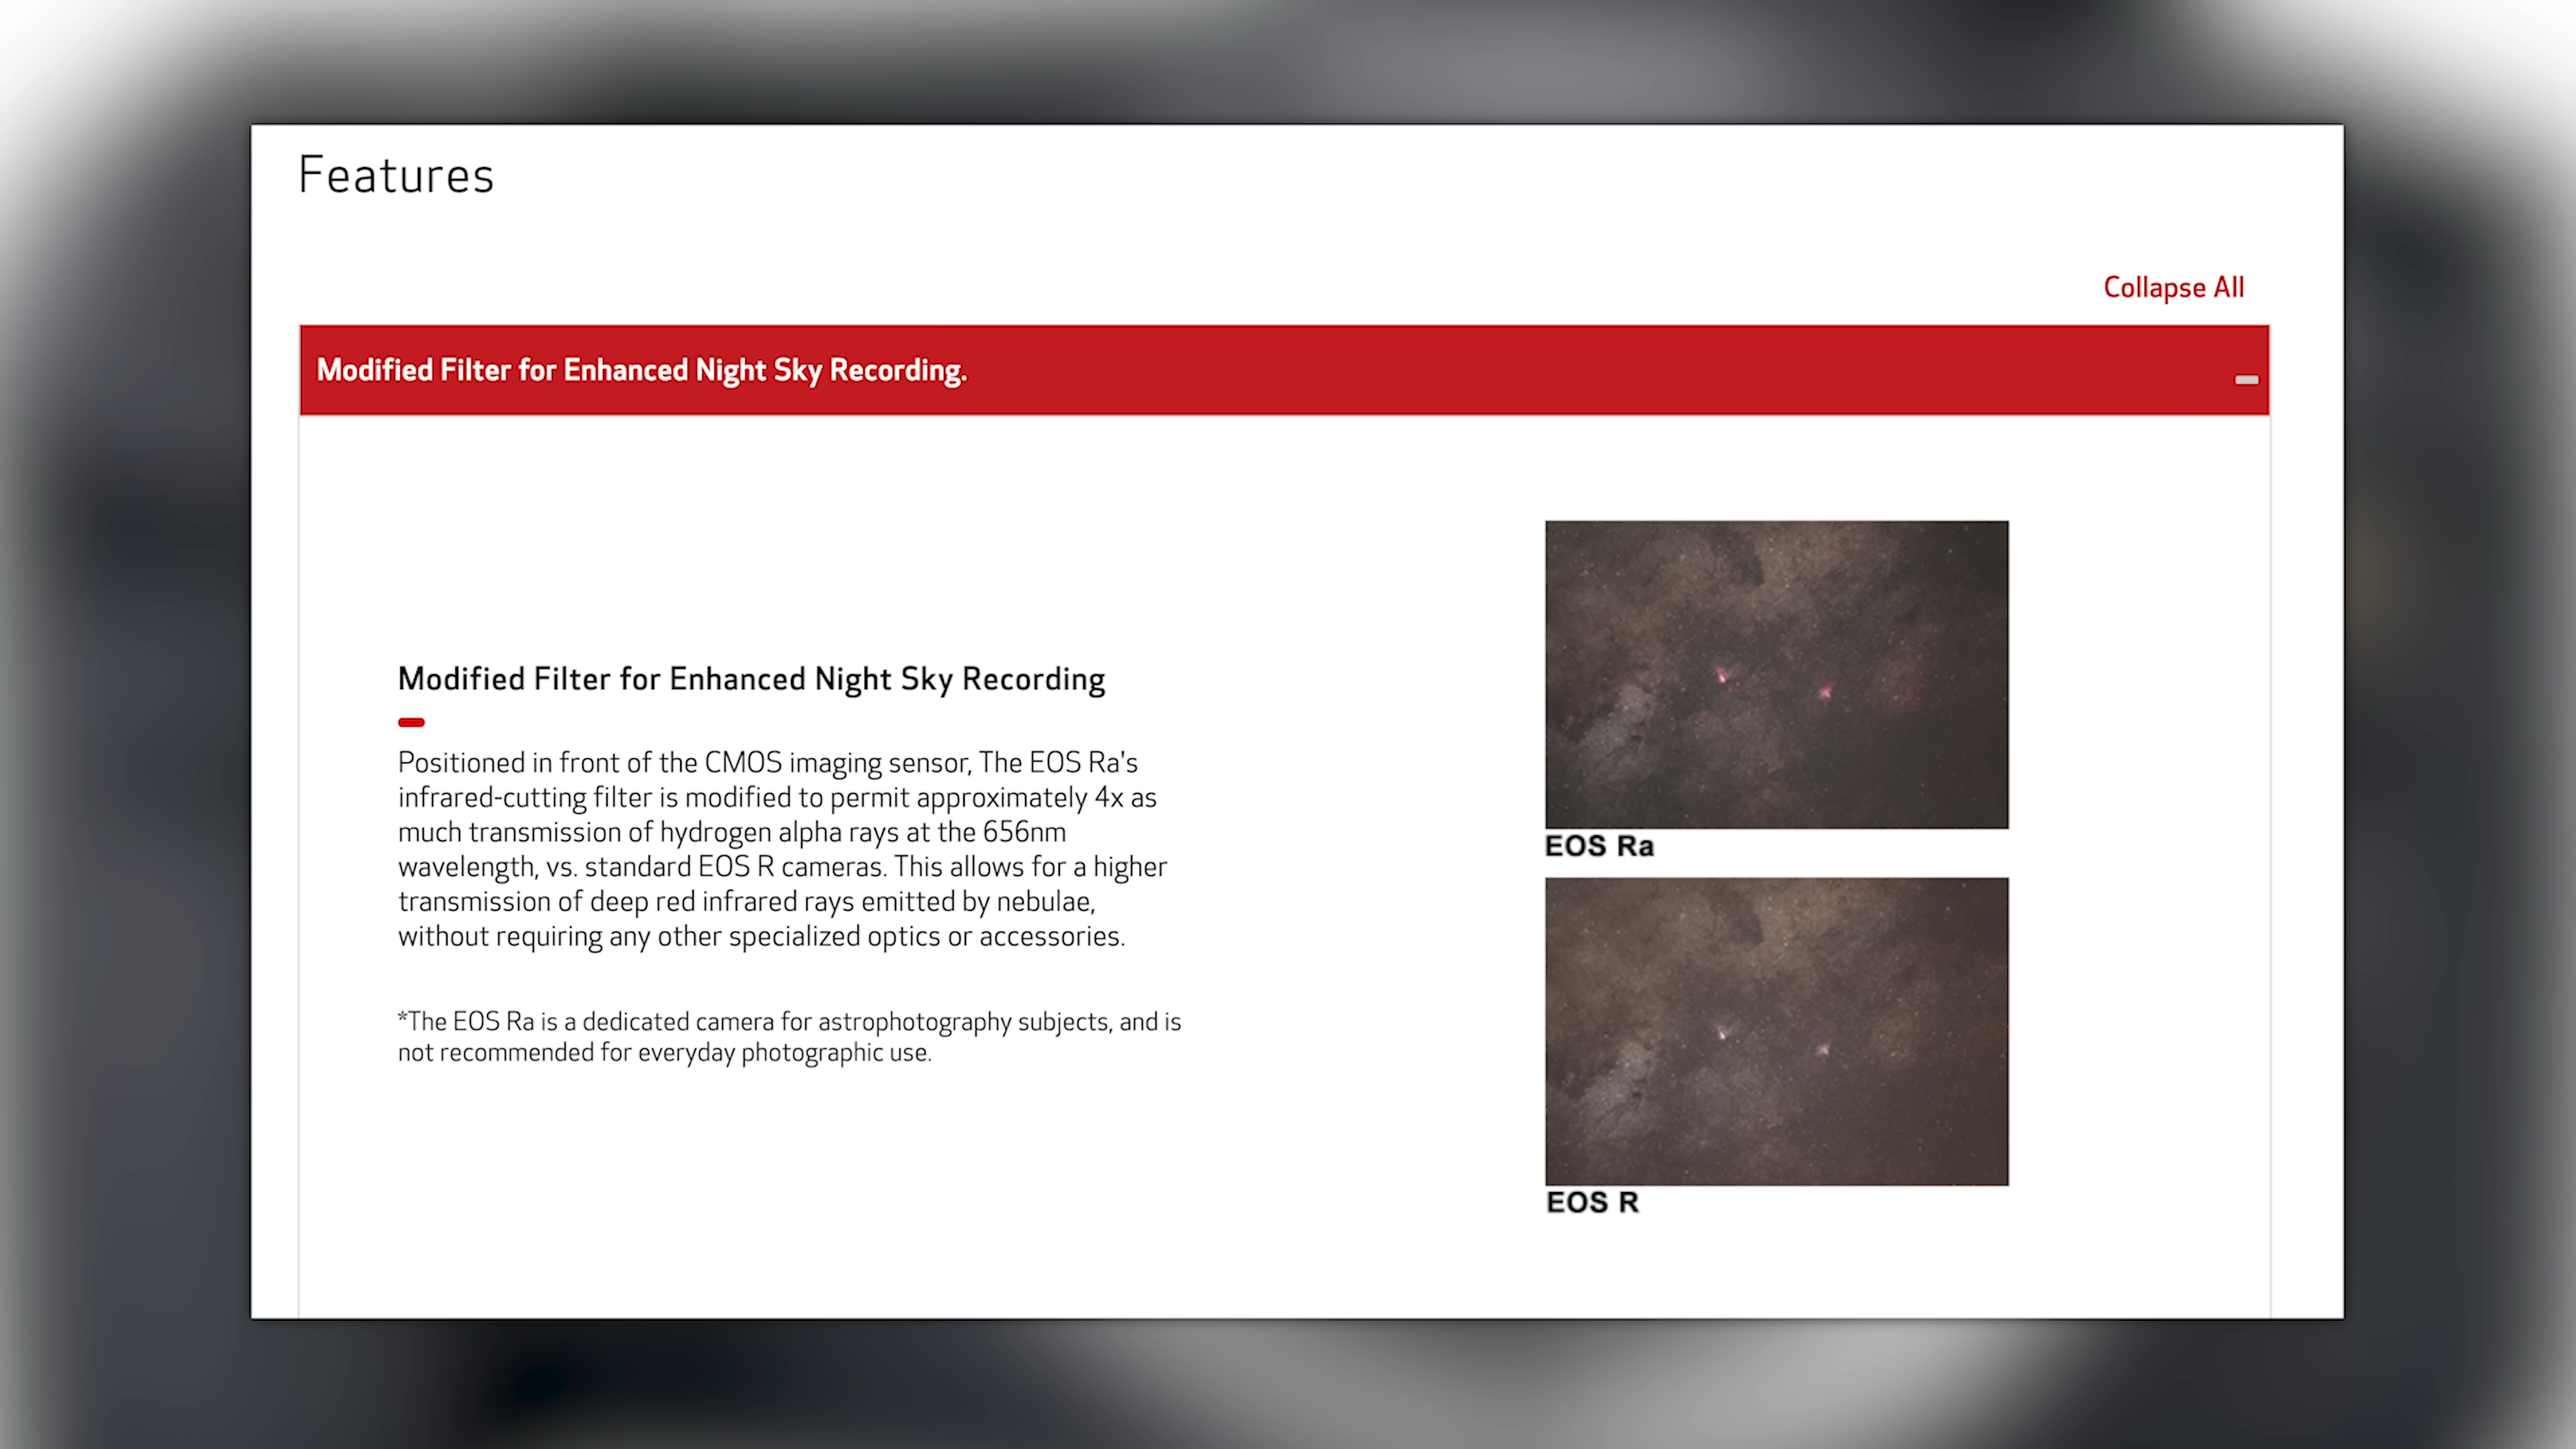 Features
Collapse All
Modified Filter for Enhanced Night Sky Recording.
Modified Filter for Enhanced Night Sky Recording
Positioned in front of the CMOS imaging sensor, The EOS Ra's
infrared-cutting filter is modified to permit approximately 4x as
much transmission of hydrogen alpha rays at the 656nm
wavelength, vs. standard EOS R cameras. This allows for a higher
transmission of deep red infrared rays emitted by nebulae,
without requiring any other specialized optics or accessories.
*The EOS Ra is a dedicated camera for astrophotography subjects, and is
not recommended for everyday photographic use.
EOS Ra
EOS R